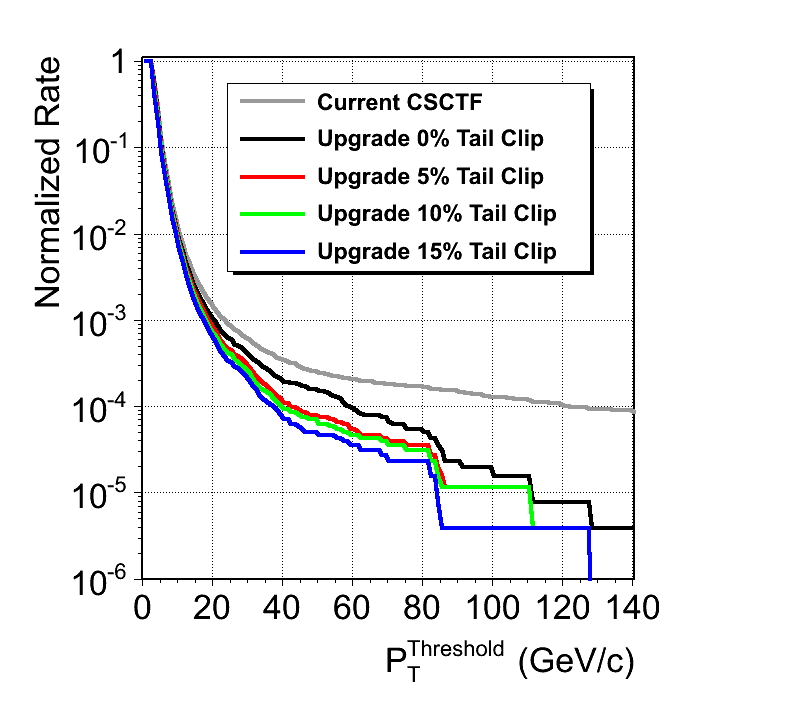 Normalized Rate
1
10-1
10-2
10-3
10-4
10-5
10-6
Current CSCTF
Upgrade 0% Tail Clip
Upgrade 5% Tail Clip
Upgrade 10% Tail Clip
Upgrade 15% Tail Clip
0 20 40 60 80 100 120 140
PTThreshold (GeV/c)